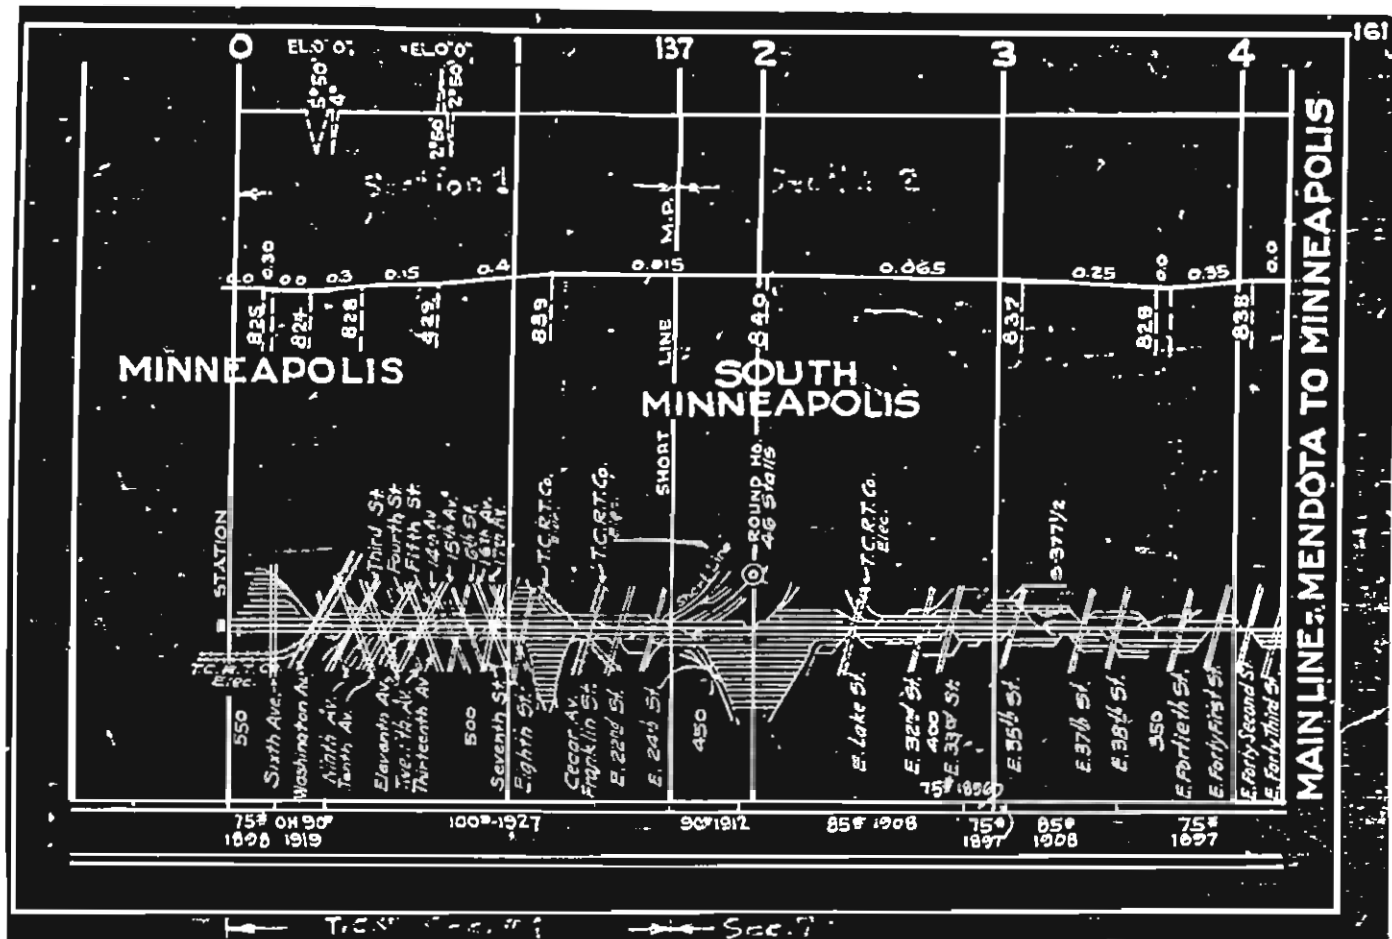 161
0 EL.0°0' "EL.0°0" 1 137 2 3 4
5°50'
4°
2°50'
2°50'
M.P.
0.0 0.30 0.0 0.3 0.15 0.4 0.015 0.065 0.25 0.0 0.35 0.0
825 824 828 829 839 840 837 828 838
MINNEAPOLIS
SOUTH
MINNEAPOLIS
SHORT LINE
MAIN LINE:- MENDOTA TO MINNEAPOLIS
STATION
Third St.
Fourth St.
Fifth St.
14th Av.
15th Av.
6th St.
16th Av.
17th Av.
T.C.R.T. Co.
T.C.R.T. Co.
ROUND HO.
46 Stalls
T.C.R.T. Co.
Elec.
S377 1/2
Short Line
Elec.
550
Sixth Ave.
Washington Av.
Ninth Av.
Tenth Av.
Elevanth Av.
Thirteenth Av.
500
Seventh St.
Eighth St.
Cedar Av.
Franklin St.
E. 22nd St.
E. 24th St.
450
E. Lake St.
E. 32nd St.
400
E. 33rd St.
E. 35th St.
E. 37th St.
E. 38th St.
350
E. Fortieth St.
E. Forty First St.
E. Forty Second St.
E. Forty Third St.
75# OH 90# 100#-1927 90#1912 85# 1908 75# 85# 75#
1898 1919 1897 1908 1897
Sec.